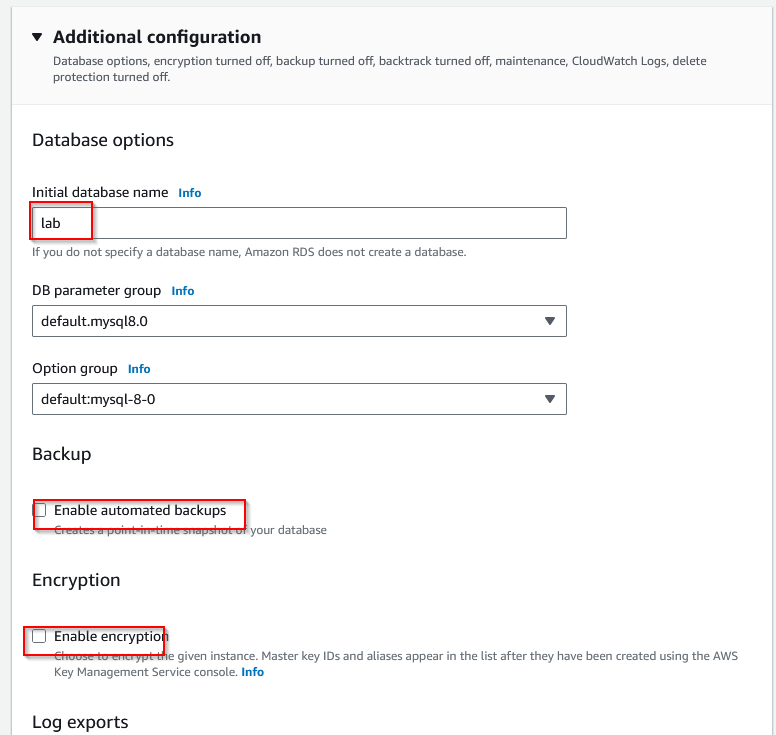 Additional configuration
Database options, encryption turned off, backup turned off, backtrack turned off, maintenance, CloudWatch Logs, delete
protection turned off.
Database options
Initial database name Info
lab
If you do not specify a database name, Amazon RDS does not create a database.
DB parameter group Info
default.mysql8.0
Option group Info
default:mysql-8-0
Backup
Enable automated backups
Creates a point-in-time snapshot of your database
Encryption
Enable encryption
Choose to encrypt the given instance. Master key IDs and aliases appear in the list after they have been created using the AWS
Key Management Service console. Info
Log exports